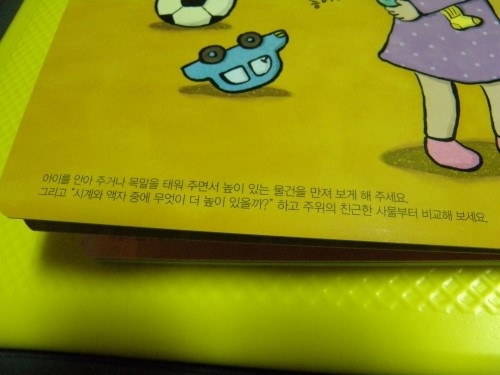 아이를 안아 주거나 목말을 태워 주면서 높이 있는 물건을 만져 보게 해 주세요.
그리고 "시계와 액자 중에 무엇이 더 높이 있을까?" 하고 주위의 친근한 사물부터 비교해 보세요.